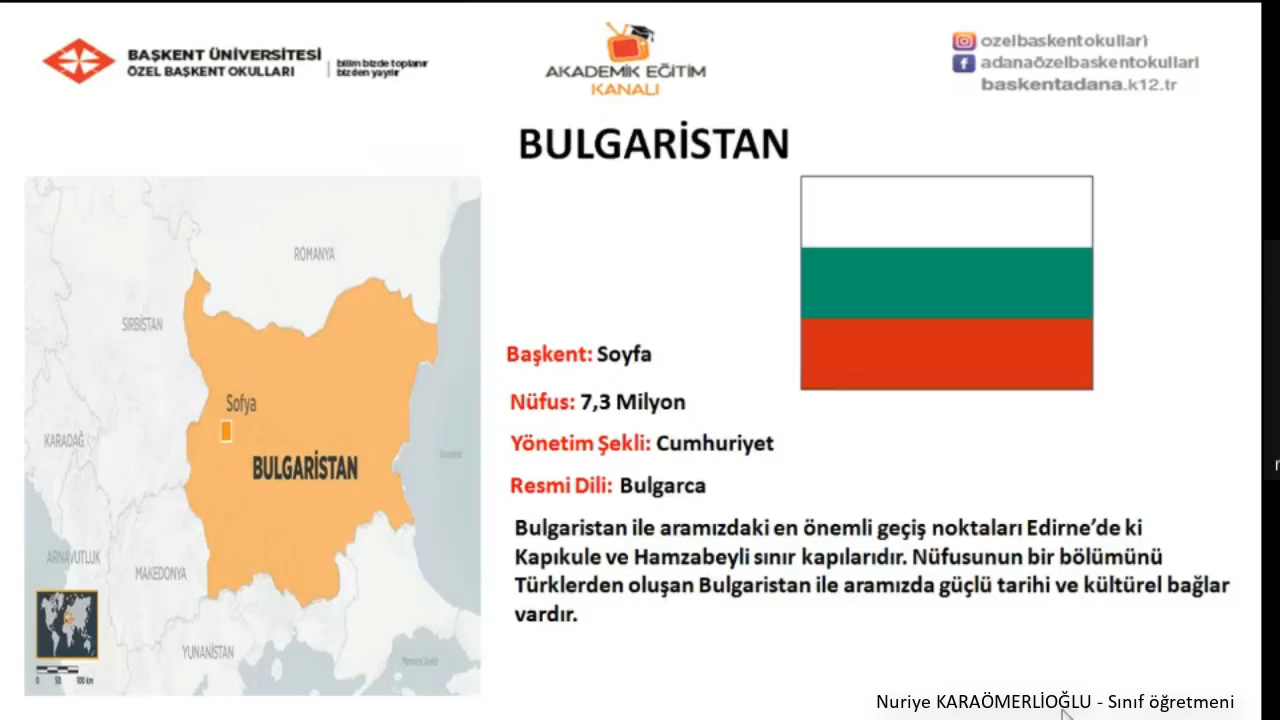 BAŞKENT ÜNİVERSİTESİ
ÖZEL BAŞKENT OKULLARI
bilim bizde toplanır
bizden yayılır
AKADEMİK EĞİTİM
KANALI
ozelbaskentokullari
adanaözelbaskentokullari
baskentadana.k12.tr
BULGARİSTAN
ROMANYA
SIRBİSTAN
Sofya
KARADAĞ
BULGARİSTAN
ARNAVUTLUK
MAKEDONYA
YUNANİSTAN
0 50 100 km
Başkent: Soyfa
Nüfus: 7,3 Milyon
Yönetim Şekli: Cumhuriyet
Resmi Dili: Bulgarca
Bulgaristan ile aramızdaki en önemli geçiş noktaları Edirne’de ki
Kapıkule ve Hamzabeyli sınır kapılarıdır. Nüfusunun bir bölümünü
Türklerden oluşan Bulgaristan ile aramızda güçlü tarihi ve kültürel bağlar
vardır.
Nuriye KARAÖMERLİOĞLU - Sınıf öğretmeni